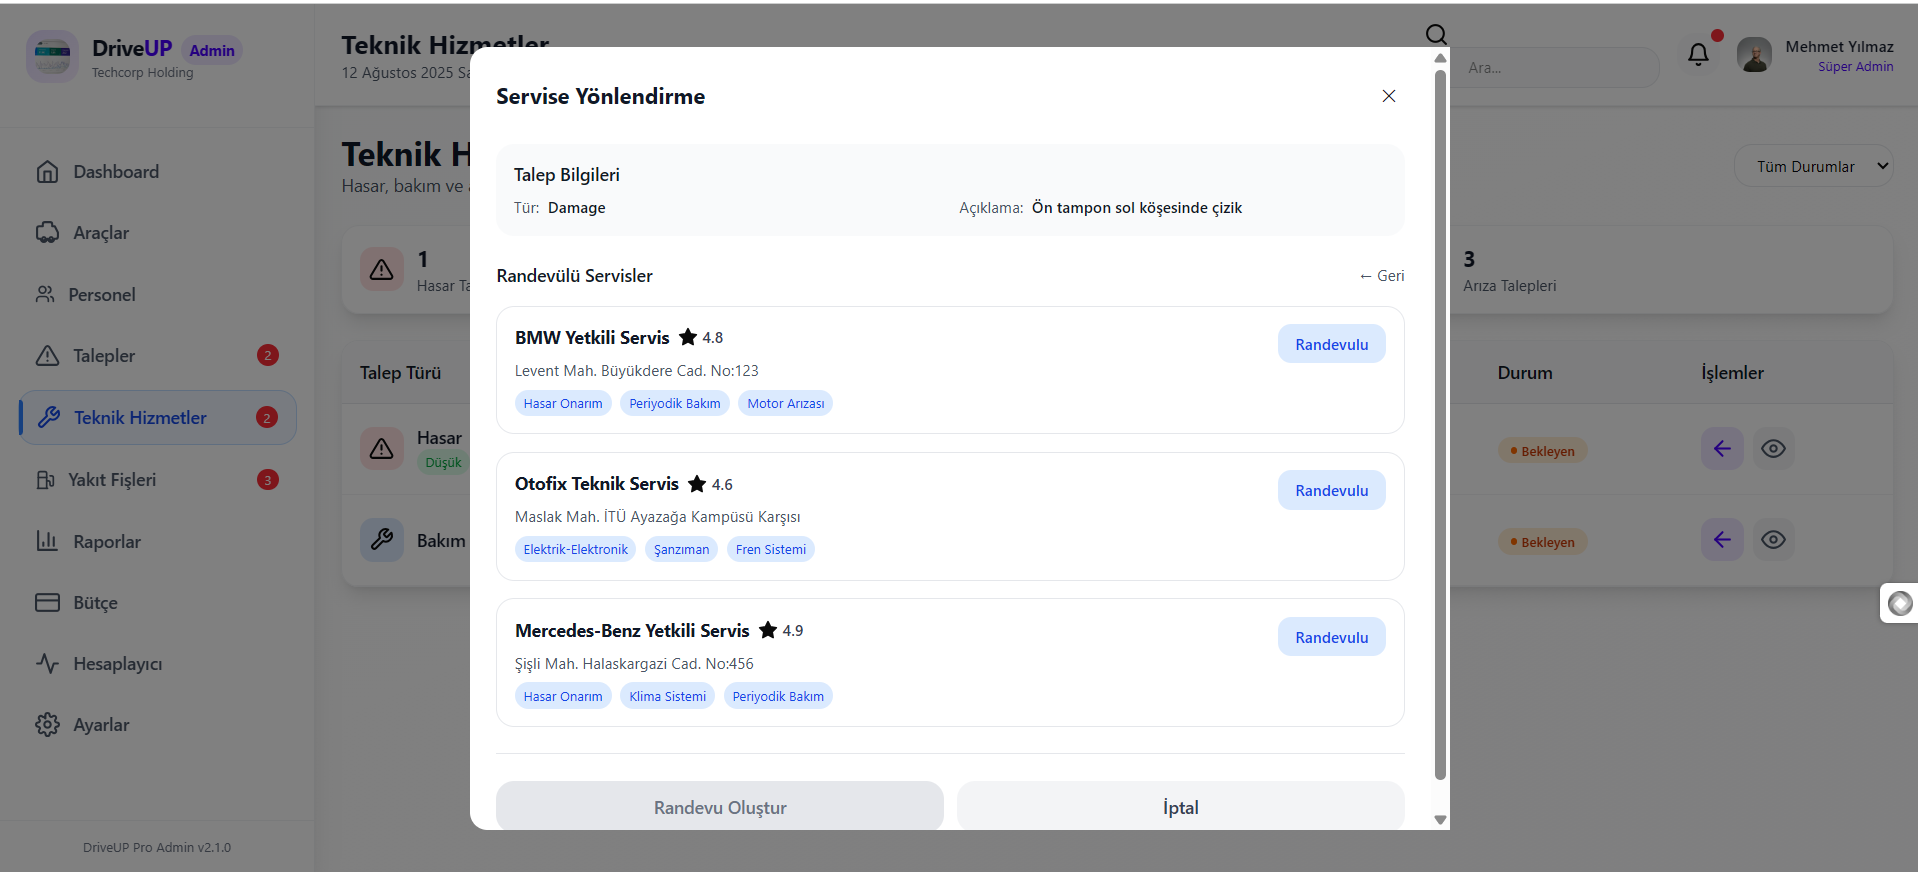 DriveUP Admin
Techcorp Holding
Dashboard
Araçlar
Personel
Talepler 2
Teknik Hizmetler 2
Yakıt Fişleri 3
Raporlar
Bütçe
Hesaplayıcı
Ayarlar
DriveUP Pro Admin v2.1.0
Teknik Hizmetler
12 Ağustos 2025
Ara...
Mehmet Yılmaz
Süper Admin
Teknik
Hasar, bakım ve
Tüm Durumlar
1
Hasar
3
Arıza Talepleri
Talep Türü
Durum
İşlemler
Hasar
Düşük
Bekleyen
Bakım
Bekleyen
Servise Yönlendirme
Talep Bilgileri
Tür: Damage
Açıklama: Ön tampon sol köşesinde çizik
Randevülü Servisler
← Geri
BMW Yetkili Servis ★ 4.8
Randevulu
Levent Mah. Büyükdere Cad. No:123
Hasar Onarım Periyodik Bakım Motor Arızası
Otofix Teknik Servis ★ 4.6
Randevulu
Maslak Mah. İTÜ Ayazağa Kampüsü Karşısı
Elektrik-Elektronik Şanzıman Fren Sistemi
Mercedes-Benz Yetkili Servis ★ 4.9
Randevulu
Şişli Mah. Halaskargazi Cad. No:456
Hasar Onarım Klima Sistemi Periyodik Bakım
Randevu Oluştur
İptal